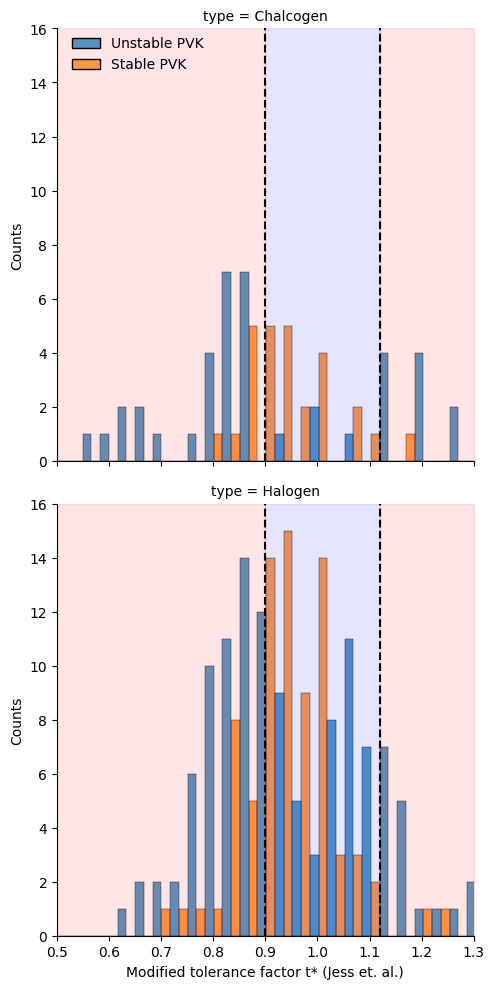 type = Chalcogen
16
14
12
10
8
6
4
2
0
Counts
Unstable PVK
Stable PVK
type = Halogen
16
14
12
10
8
6
4
2
0
Counts
0.5 0.6 0.7 0.8 0.9 1.0 1.1 1.2 1.3
Modified tolerance factor t* (Jess et. al.)